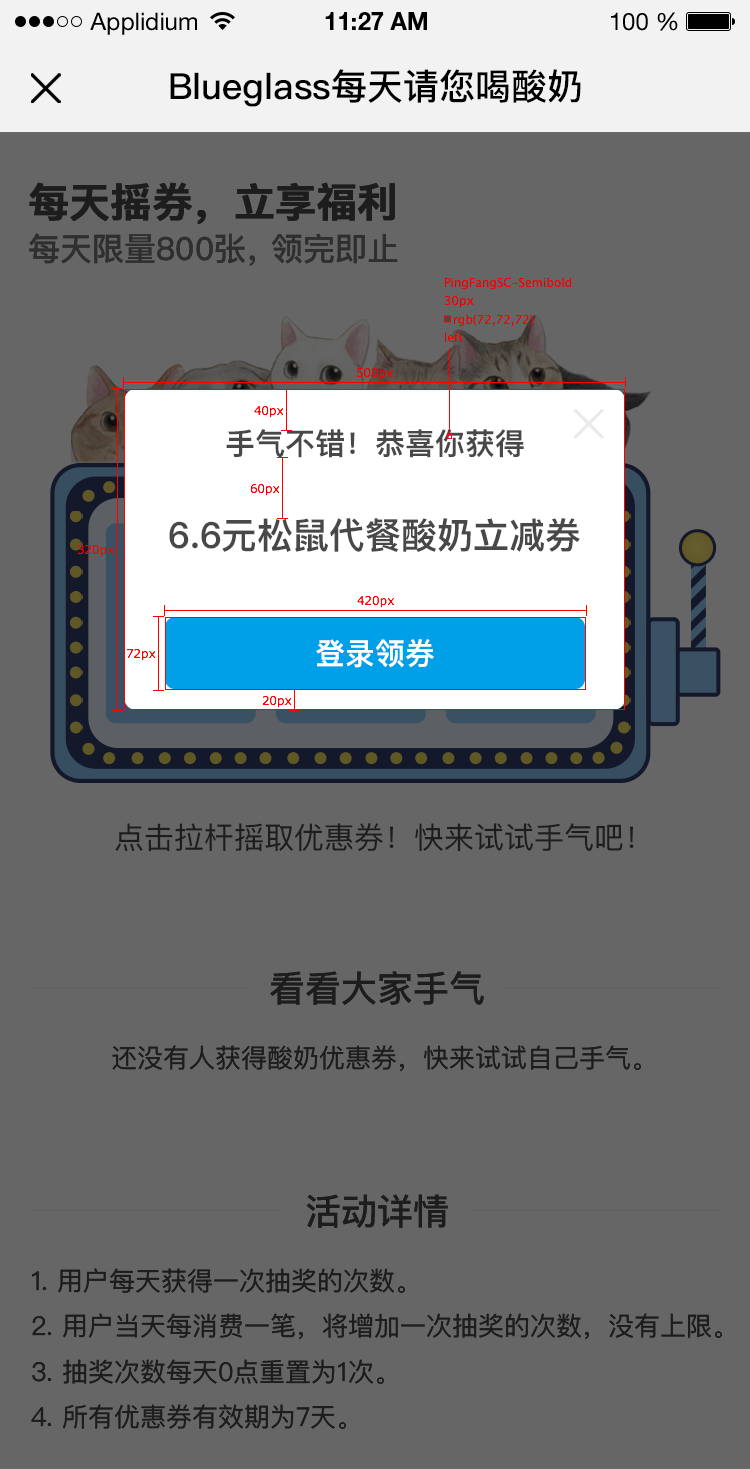 Applidium
11:27 AM
100 %
Blueglass每天请您喝酸奶
每天摇券，立享福利
每天限量800张，领完即止
PingFangSC-Semibold
30px
rgb(72,72,72)
left
500px
40px
手气不错！恭喜你获得
60px
6.6元松鼠代餐酸奶立减券
320px
420px
72px
登录领券
20px
点击拉杆摇取优惠券！快来试试手气吧！
看看大家手气
还没有人获得酸奶优惠券，快来试试自己手气。
活动详情
1. 用户每天获得一次抽奖的次数。
2. 用户当天每消费一笔，将增加一次抽奖的次数，没有上限。
3. 抽奖次数每天0点重置为1次。
4. 所有优惠券有效期为7天。